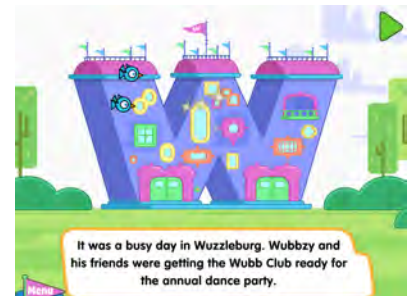 It was a busy day in Wuzzleburg. Wubbzy and
his friends were getting the Wubb Club ready for
the annual dance party.
Menu